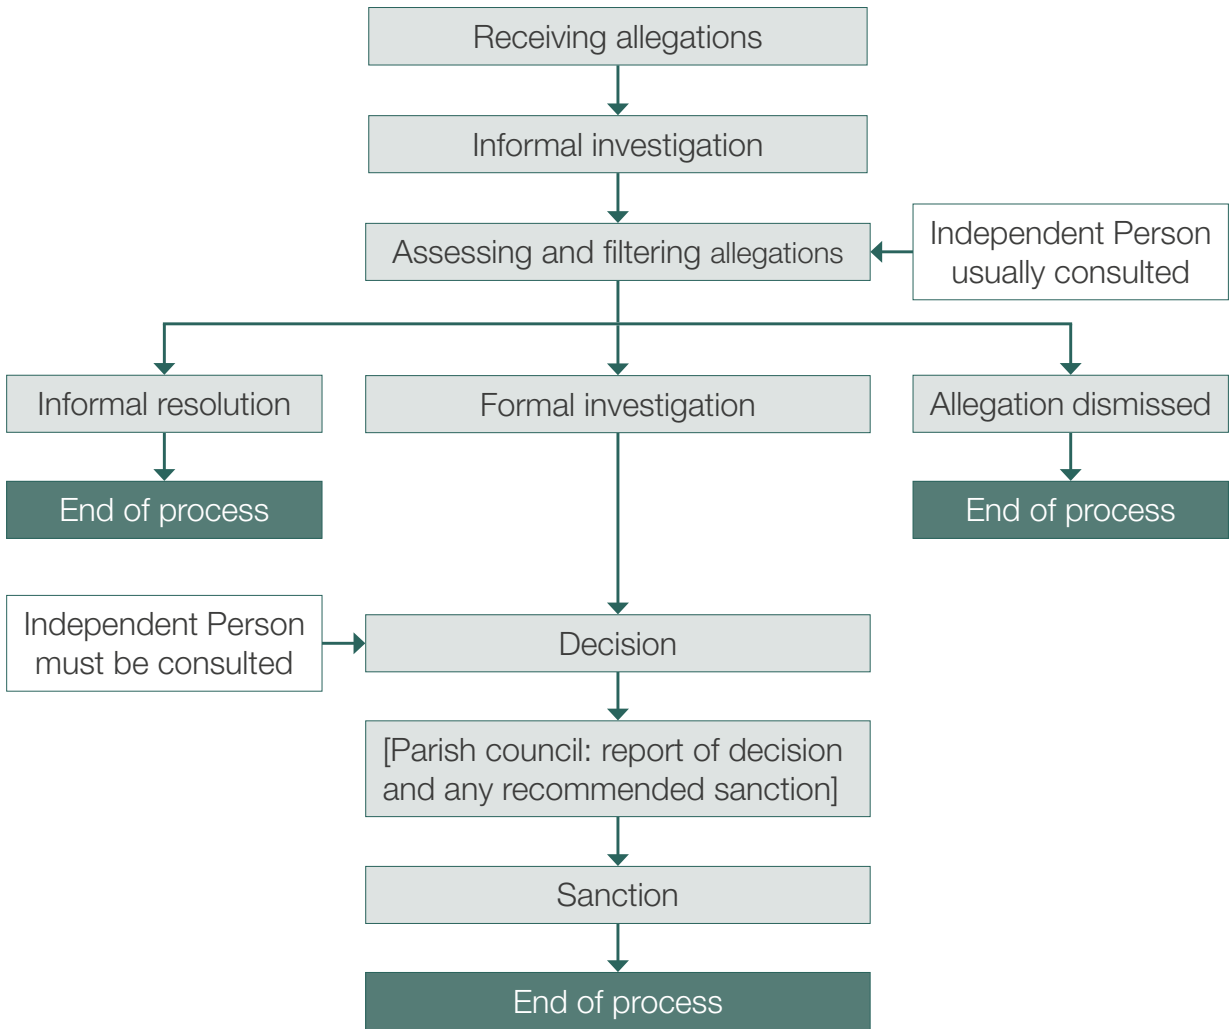 Receiving allegations
Informal investigation
Assessing and filtering allegations
Independent Person
usually consulted
Informal resolution
Formal investigation
Allegation dismissed
End of process
End of process
Independent Person
must be consulted
Decision
[Parish council: report of decision
and any recommended sanction]
Sanction
End of process